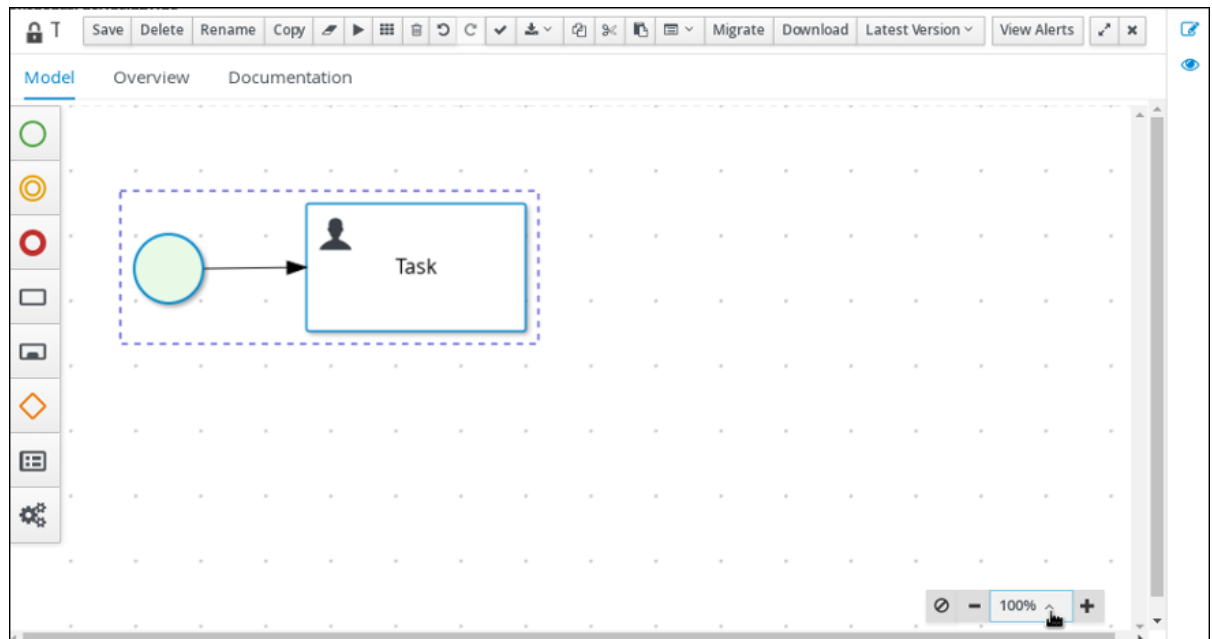 T Save Delete Rename Copy Migrate Download Latest Version View Alerts
Model Overview Documentation
Task
100%